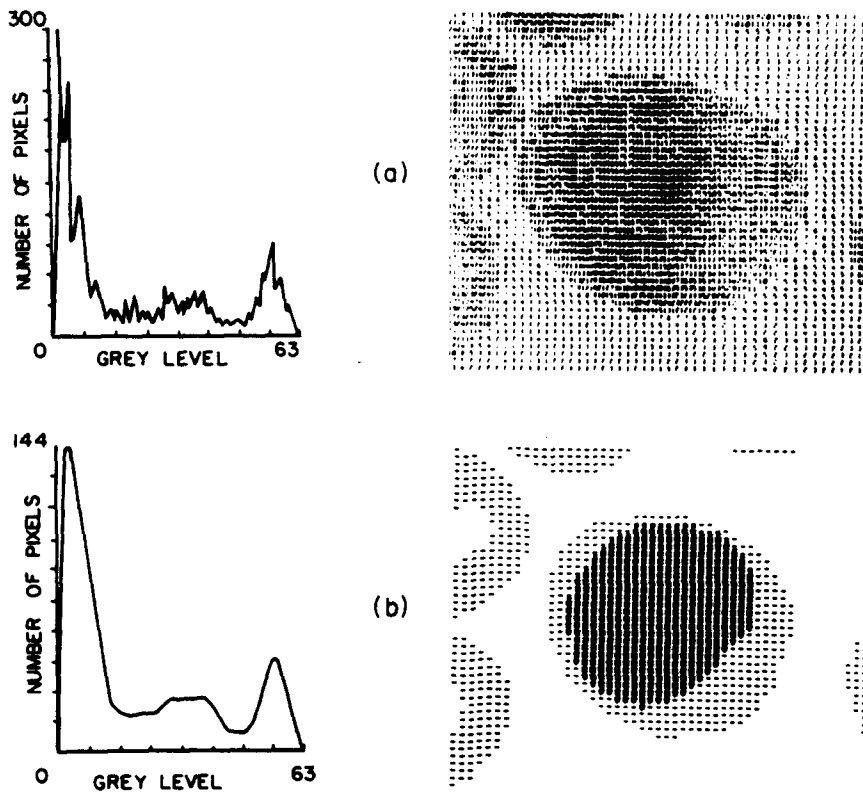 300
NUMBER OF PIXELS
0
GREY LEVEL
63
(a)
144
NUMBER OF PIXELS
0
GREY LEVEL
63
(b)